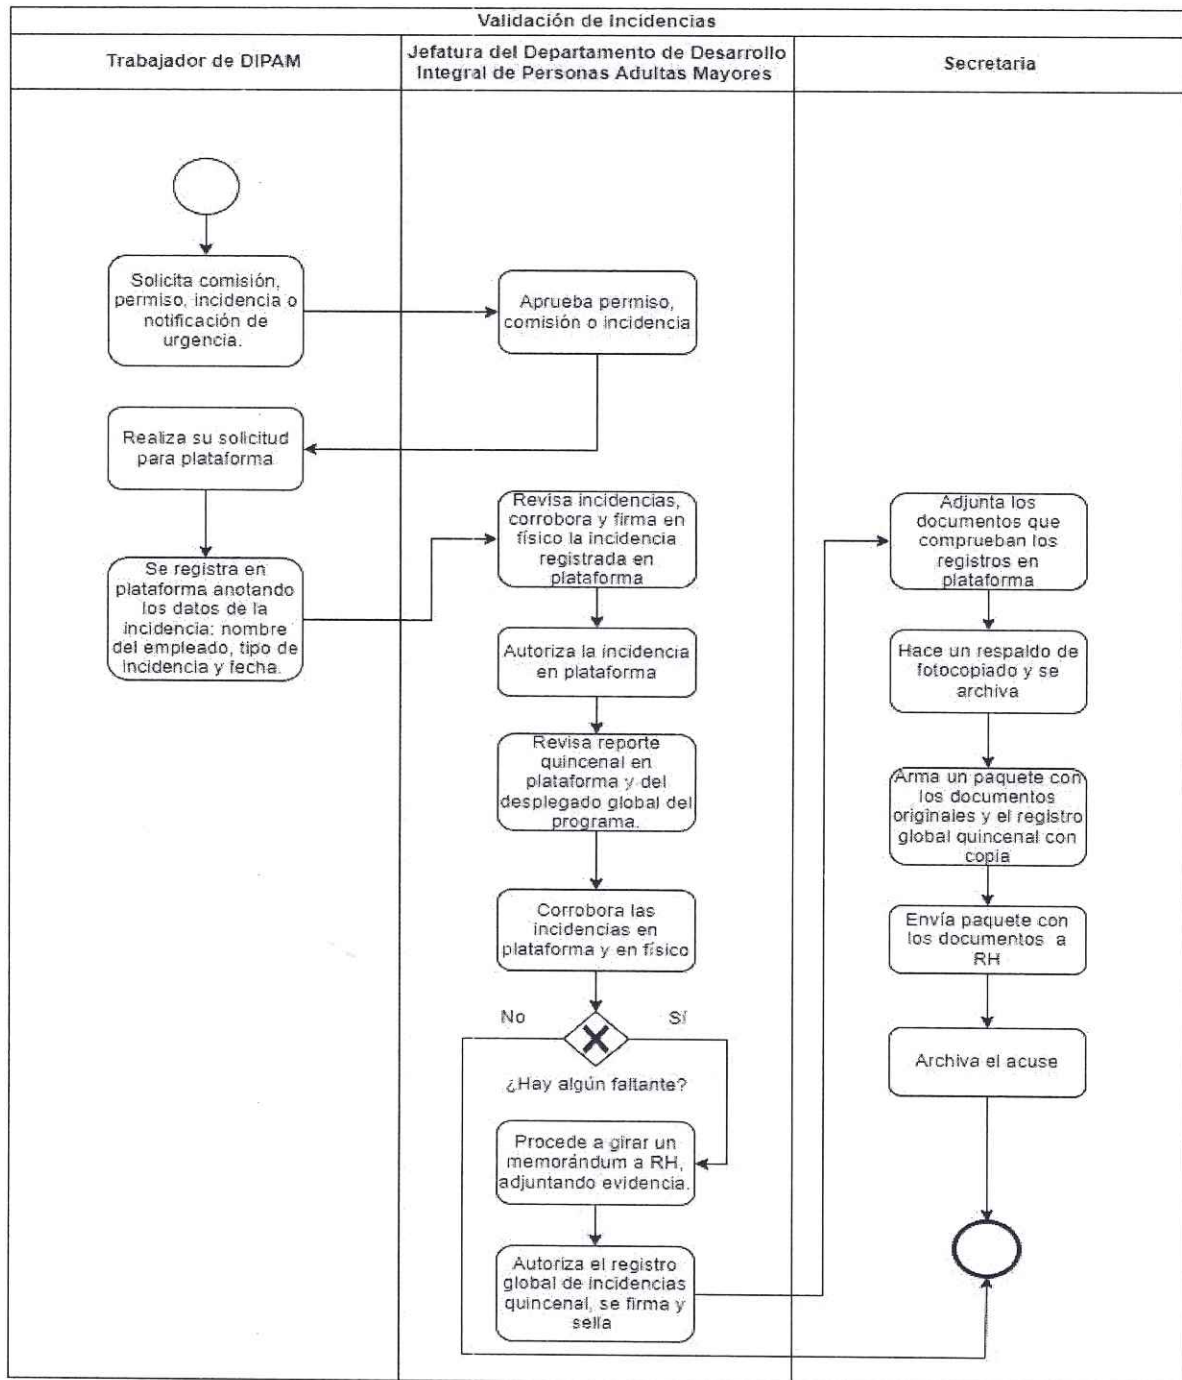 Validación de incidencias
Trabajador de DIPAM
Jefatura del Departamento de Desarrollo
Integral de Personas Adultas Mayores
Secretaria
Solicita comisión,
permiso, incidencia o
notificación de
urgencia.
Aprueba permiso,
comisión o incidencia
Realiza su solicitud
para plataforma
Se registra en
plataforma anotando
los datos de la
incidencia: nombre
del empleado, tipo de
incidencia y fecha.
Revisa incidencias,
corrobora y firma en
físico la incidencia
registrada en
plataforma
Autoriza la incidencia
en plataforma
Revisa reporte
quincenal en
plataforma y del
desplegado global del
programa.
Corrobora las
incidencias en
plataforma y en físico
No
Sí
¿Hay algún faltante?
Procede a girar un
memorándum a RH,
adjuntando evidencia.
Autoriza el registro
global de incidencias
quincenal, se firma y
sella
Adjunta los
documentos que
comprueban los
registros en
plataforma
Hace un respaldo de
fotocopiado y se
archiva
Arma un paquete con
los documentos
originales y el registro
global quincenal con
copia
Envía paquete con
los documentos a
RH
Archiva el acuse